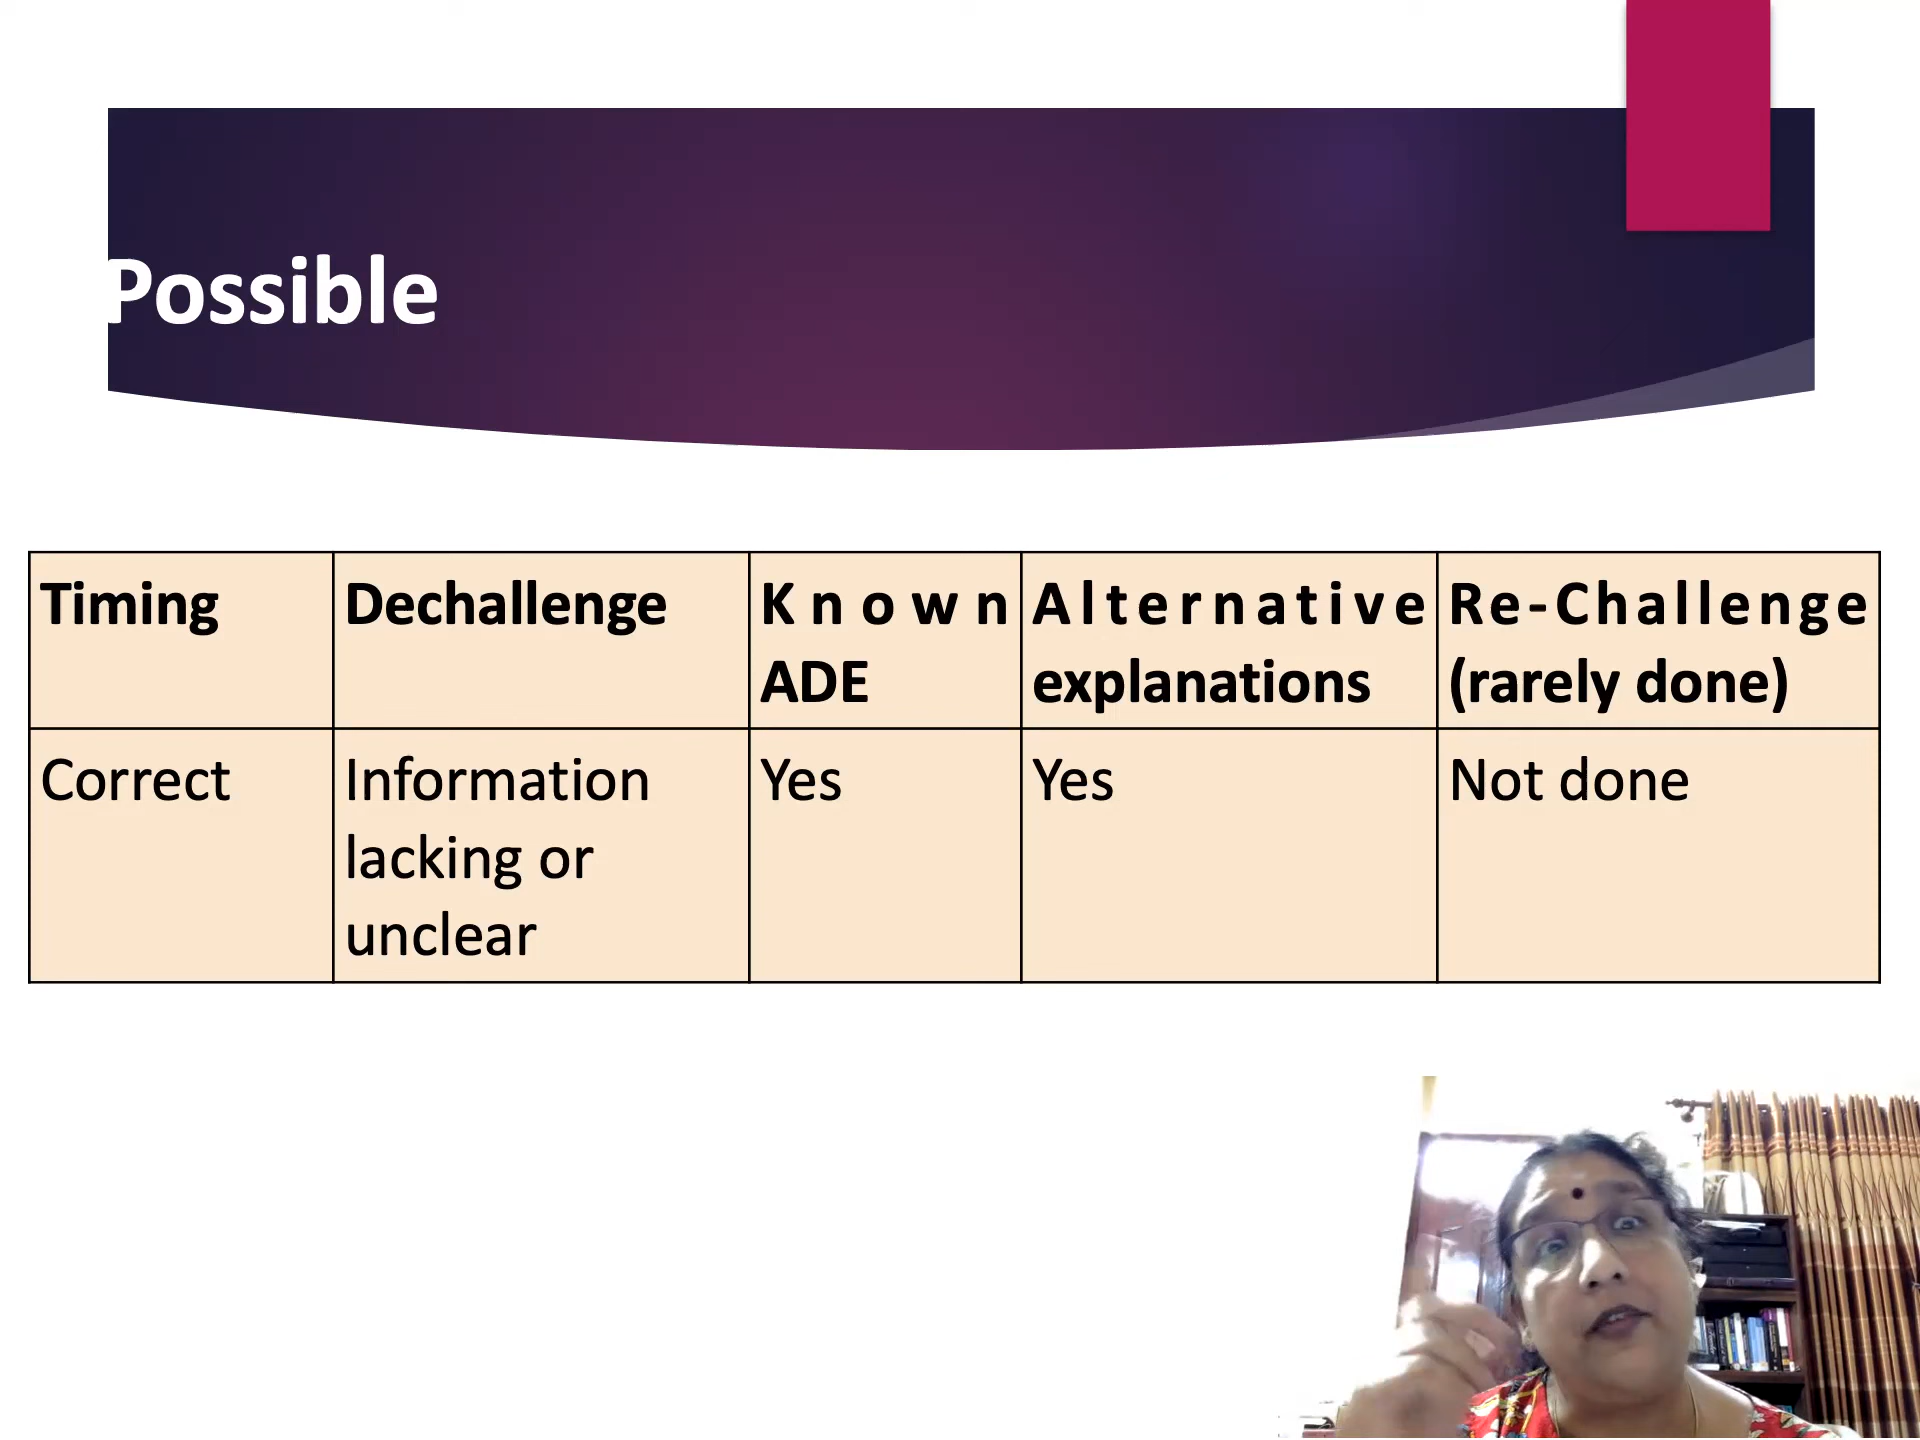 Possible
Timing
Dechallenge
Known
ADE
Alternative
explanations
Re-Challenge
(rarely done)
Correct
Information
lacking or
unclear
Yes
Yes
Not done